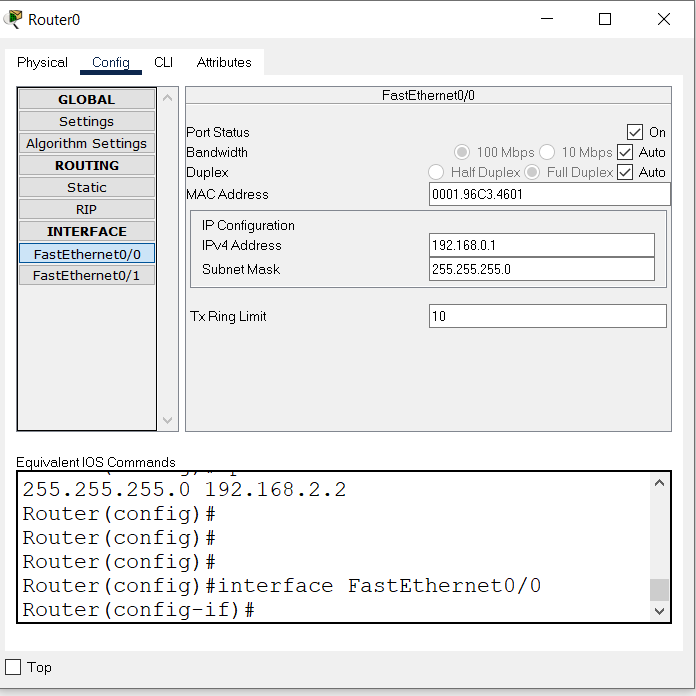 Router0
Physical Config CLI Attributes
GLOBAL
Settings
Algorithm Settings
ROUTING
Static
RIP
INTERFACE
FastEthernet0/0
FastEthernet0/1
FastEthernet0/0
Port Status On
Bandwidth 100 Mbps 10 Mbps Auto
Duplex Half Duplex Full Duplex Auto
MAC Address 0001.96C3.4601
IP Configuration
IPv4 Address 192.168.0.1
Subnet Mask 255.255.255.0
Tx Ring Limit 10
Equivalent IOS Commands
255.255.255.0 192.168.2.2
Router(config)#
Router(config)#
Router(config)#
Router(config)#interface FastEthernet0/0
Router(config-if)#
Top